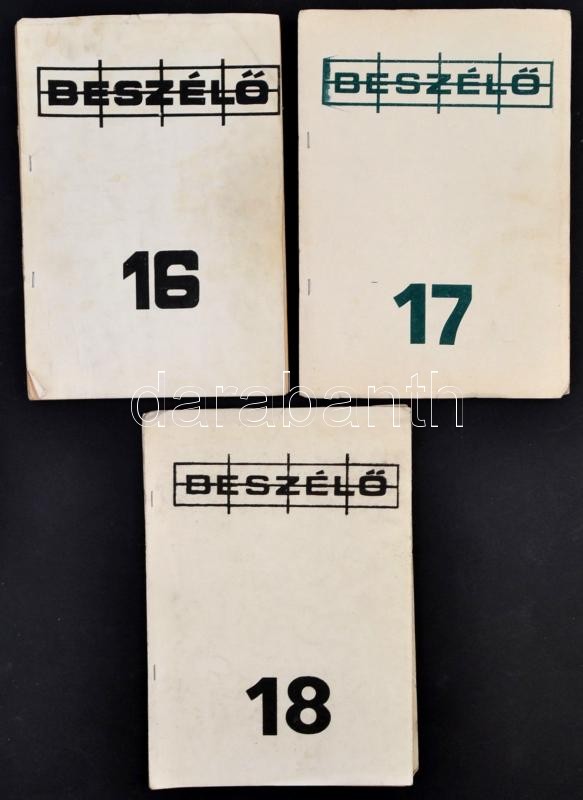 BESZÉLŐ
16
BESZÉLŐ
17
darabanth
BESZÉLŐ
18